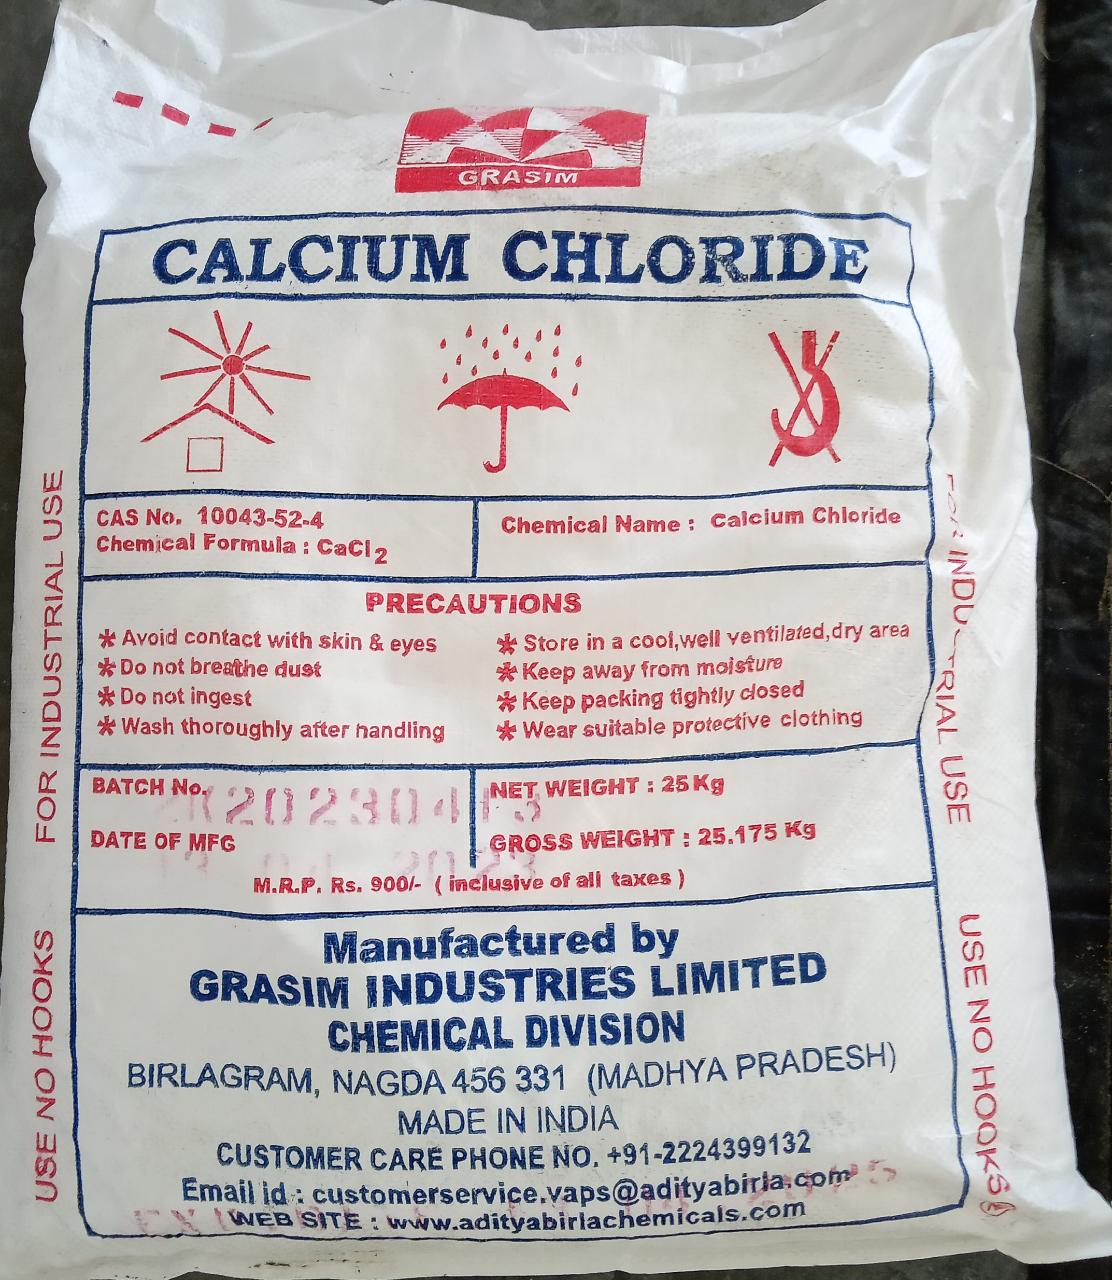 GRASIM
CALCIUM CHLORIDE
CAS No. 10043-52-4
Chemical Formula : CaCl2
Chemical Name : Calcium Chloride
PRECAUTIONS
* Avoid contact with skin & eyes
* Do not breathe dust
* Do not ingest
* Wash thoroughly after handling
* Store in a cool,well ventilated,dry area
* Keep away from moisture
* Keep packing tightly closed
* Wear suitable protective clothing
BATCH No.
DATE OF MFG
NET WEIGHT : 25 Kg
GROSS WEIGHT : 25.175 Kg
M.R.P. Rs. 900/- ( inclusive of all taxes )
Manufactured by
GRASIM INDUSTRIES LIMITED
CHEMICAL DIVISION
BIRLAGRAM, NAGDA 456 331 (MADHYA PRADESH)
MADE IN INDIA
CUSTOMER CARE PHONE NO. +91-2224399132
Email id : customerservice.vaps@adityabirla.com
WEB SITE : www.adityabirlachemicals.com
FOR INDUSTRIAL USE
USE NO HOOKS
FOR INDUSTRIAL USE
USE NO HOOKS